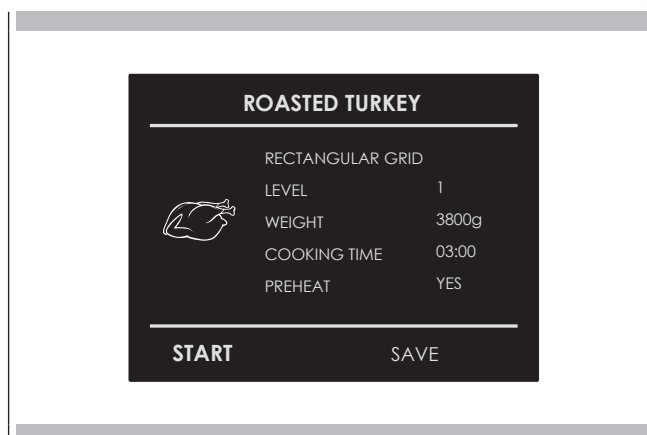 ROASTED TURKEY
RECTANGULAR GRID
LEVEL 1
WEIGHT 3800g
COOKING TIME 03:00
PREHEAT YES
START SAVE